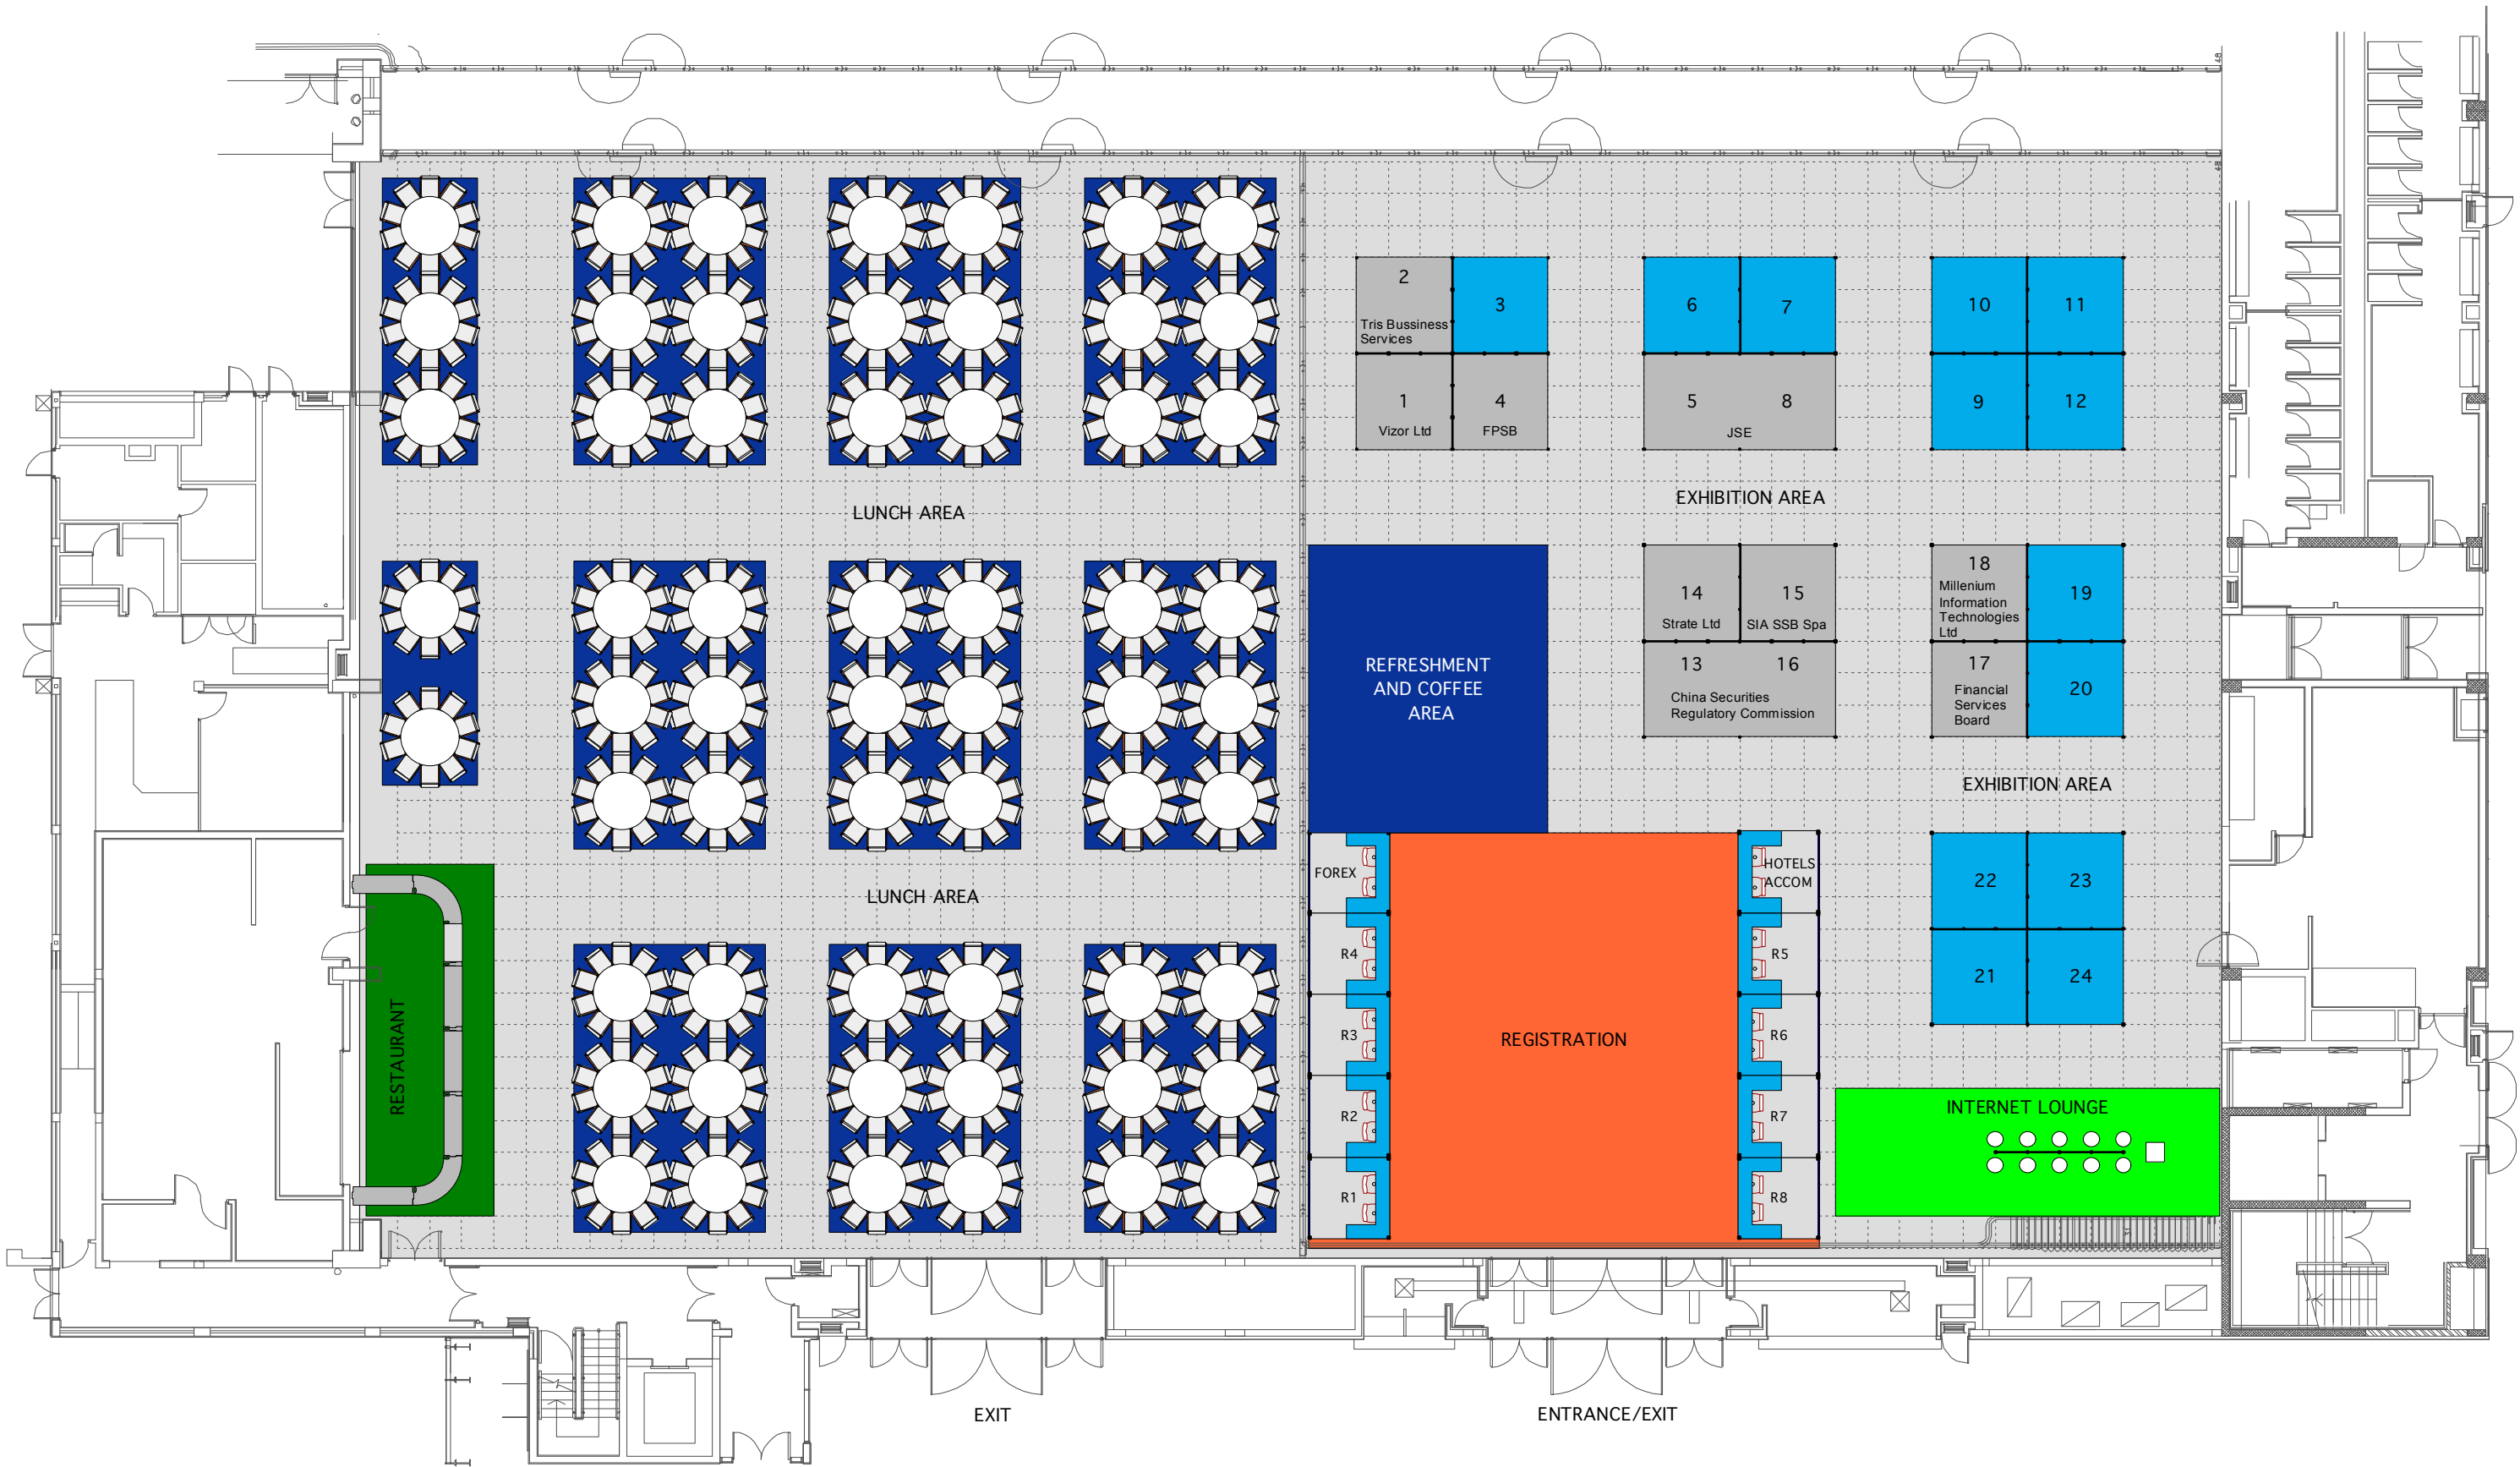 2
Tris Bussiness
Services
3
6
7
10
11
1
Vizor Ltd
4
FPSB
5
8
JSE
9
12
LUNCH AREA
EXHIBITION AREA
14
Strate Ltd
15
SIA SSB Spa
18
Millenium
Information
Technologies
Ltd
19
REFRESHMENT
AND COFFEE
AREA
13
16
China Securities
Regulatory Commission
17
Financial
Services
Board
20
EXHIBITION AREA
LUNCH AREA
FOREX
HOTELS
ACCOM
22
23
R4
R5
21
24
RESTAURANT
R3
REGISTRATION
R6
R2
R7
INTERNET LOUNGE
R1
R8
EXIT
ENTRANCE/EXIT